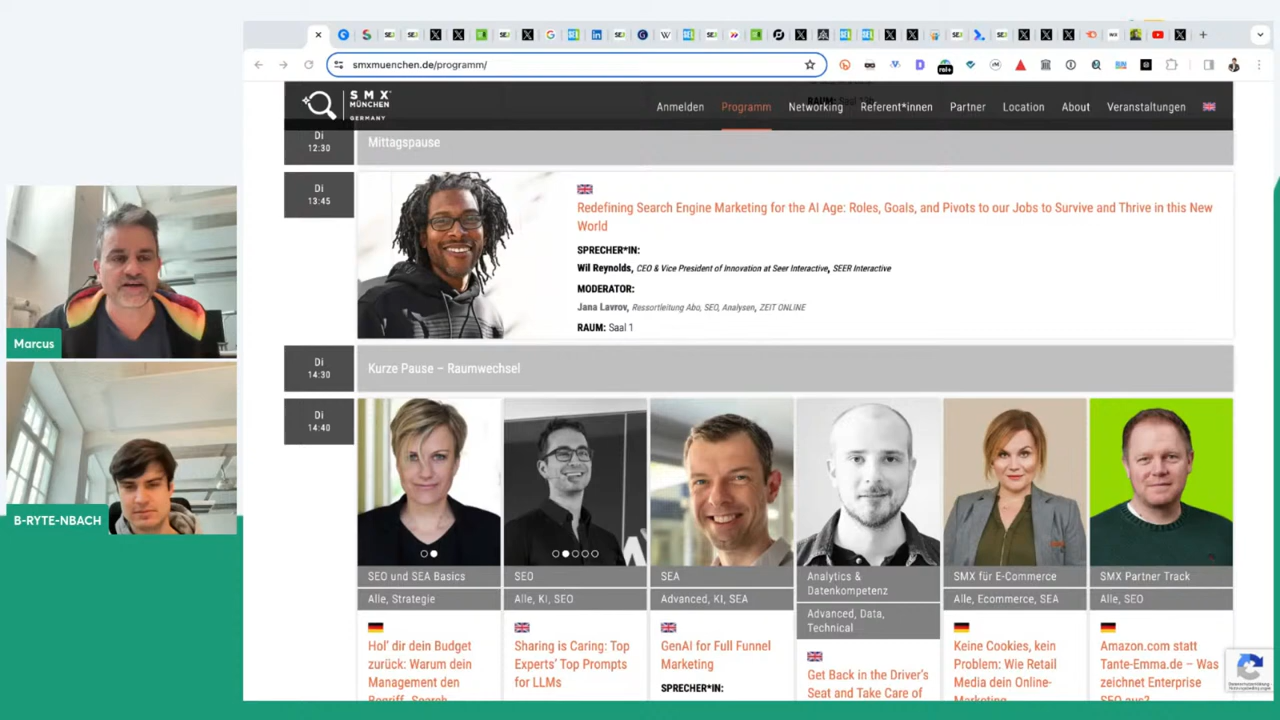 smxmuenchen.de/programm/
SMX
MÜNCHEN
GERMANY
Anmelden Programm Networking Referent*innen Partner Location About Veranstaltungen
RAUM:
Di
12:30
Mittagspause
Di
13:45
Redefining Search Engine Marketing for the AI Age: Roles, Goals, and Pivots to our Jobs to Survive and Thrive in this New
World
SPRECHER*IN:
Wil Reynolds, CEO & Vice President of Innovation at Seer Interactive, SEER Interactive
MODERATOR:
Jana Lavrov, Ressortleitung Abo, SEO, Analysen, ZEIT ONLINE
RAUM: Saal 1
Di
14:30
Kurze Pause – Raumwechsel
Di
14:40
SEO und SEA Basics
Alle, Strategie
Hol' dir dein Budget
zurück: Warum dein
Management den
Begriff „Search
SEO
Alle, KI, SEO
Sharing is Caring: Top
Experts' Top Prompts
for LLMs
SEA
Advanced, KI, SEA
GenAI for Full Funnel
Marketing
SPRECHER*IN:
Analytics &
Datenkompetenz
Advanced, Data,
Technical
Get Back in the Driver's
Seat and Take Care of
SMX für E-Commerce
Alle, Ecommerce, SEA
Keine Cookies, kein
Problem: Wie Retail
Media dein Online-
Marketing
SMX Partner Track
Alle, SEO
Amazon.com statt
Tante-Emma.de – Was
zeichnet Enterprise
SEO aus?
Marcus
B-RYTE-NBACH